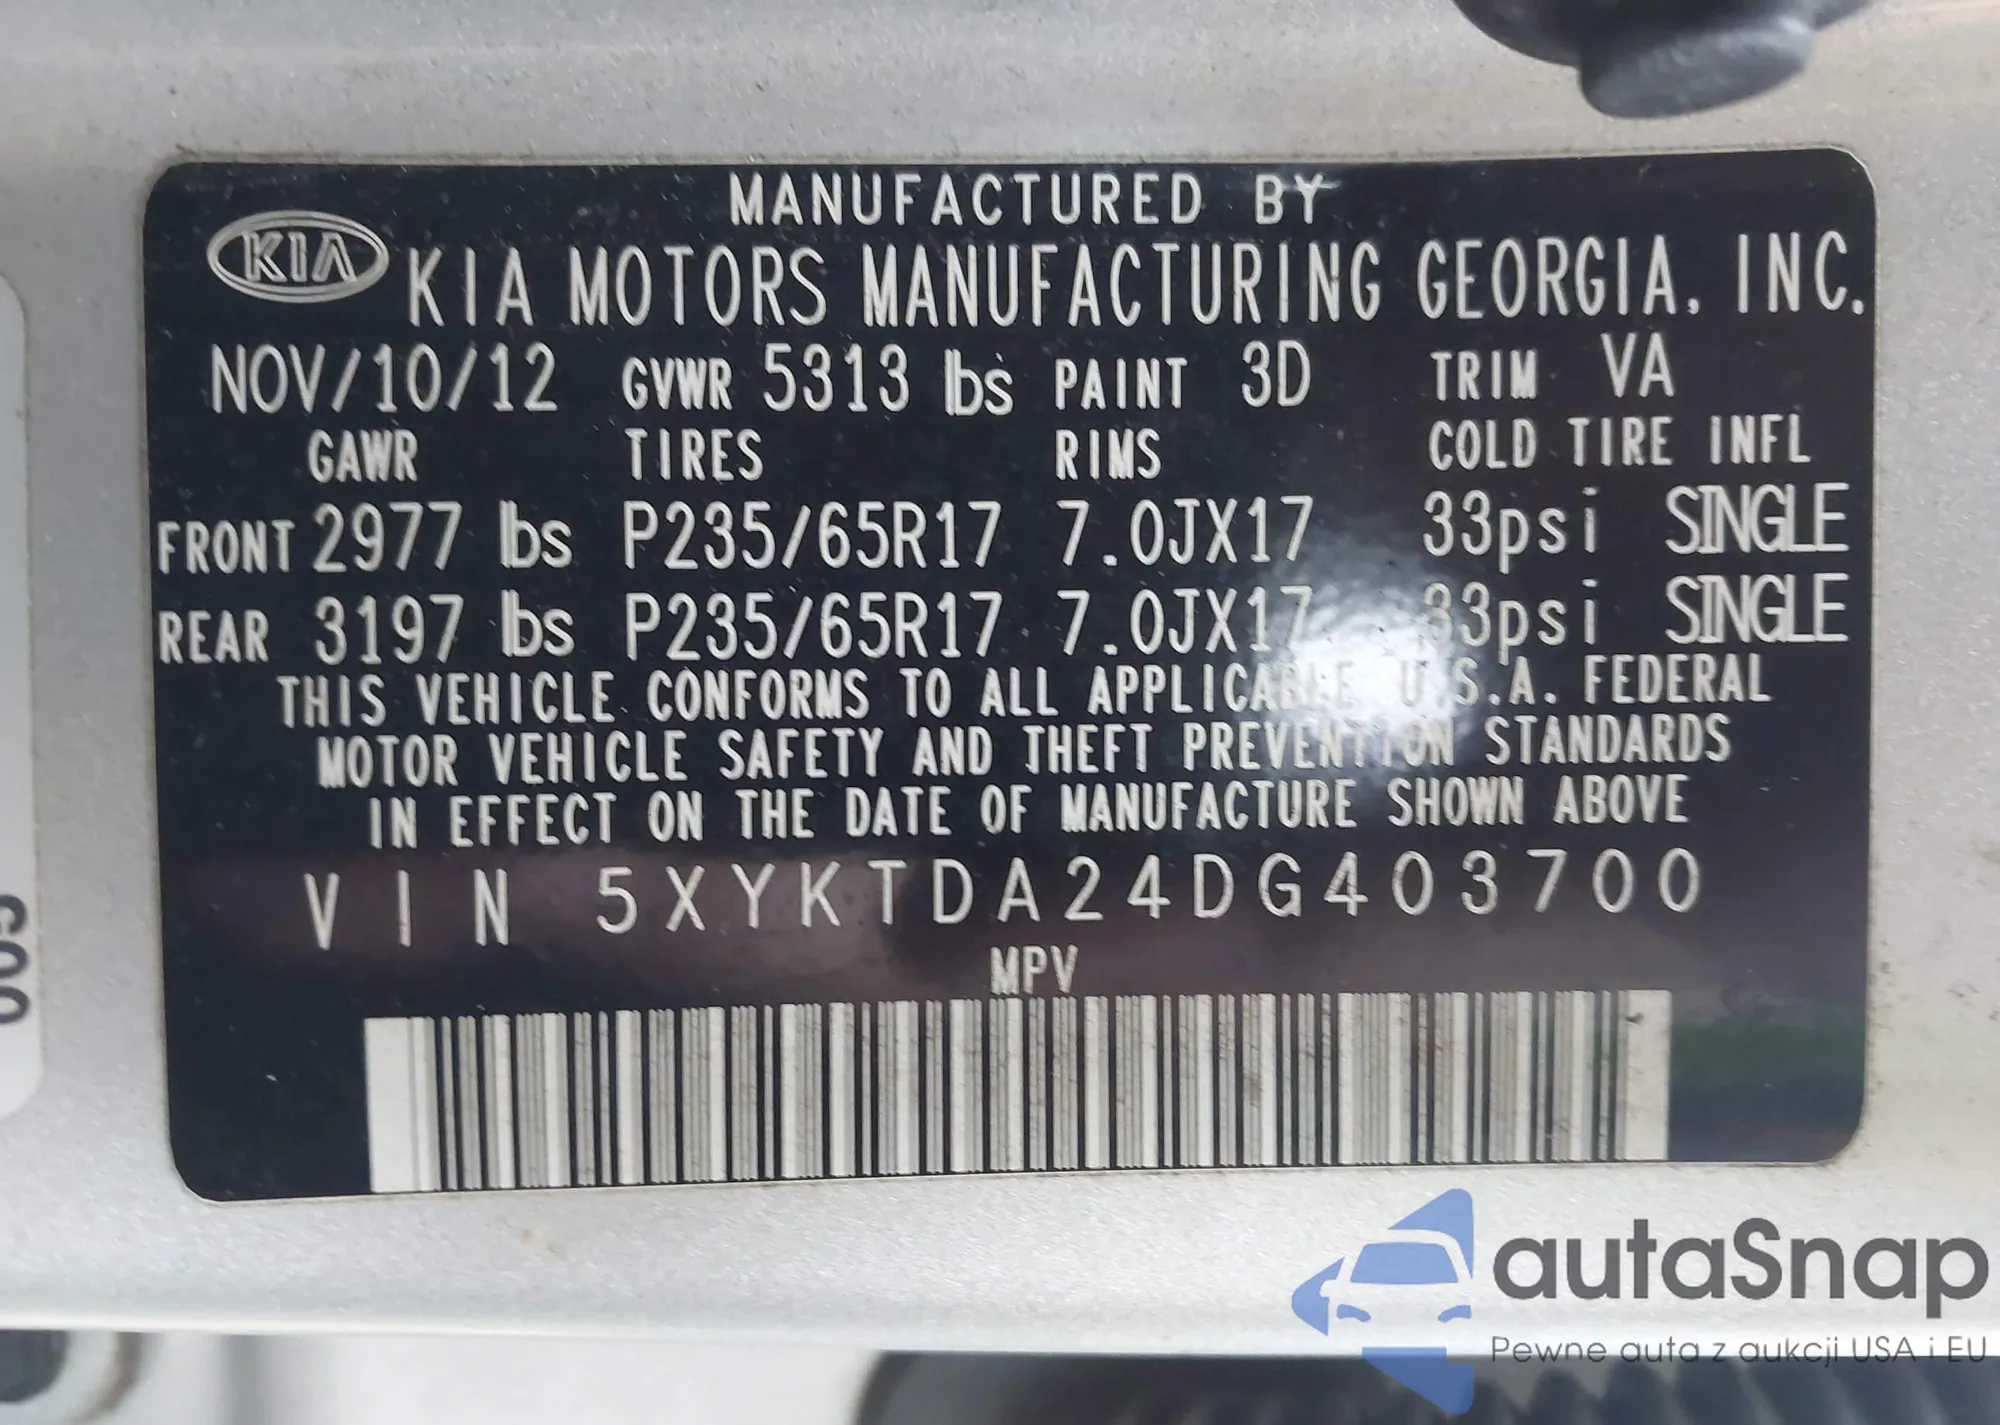 MANUFACTURED BY
KIA KIA MOTORS MANUFACTURING GEORGIA, INC.
NOV/10/12 GVWR 5313 lbs PAINT 3D TRIM VA
GAWR TIRES RIMS COLD TIRE INFL
FRONT 2977 lbs P235/65R17 7.0JX17 33psi SINGLE
REAR 3197 lbs P235/65R17 7.0JX17 33psi SINGLE
THIS VEHICLE CONFORMS TO ALL APPLICABLE U.S.A. FEDERAL
MOTOR VEHICLE SAFETY AND THEFT PREVENTION STANDARDS
IN EFFECT ON THE DATE OF MANUFACTURE SHOWN ABOVE
VIN 5XYKTDA24DG403700
MPV
autaSnap
Pewne auta z aukcji USA i EU